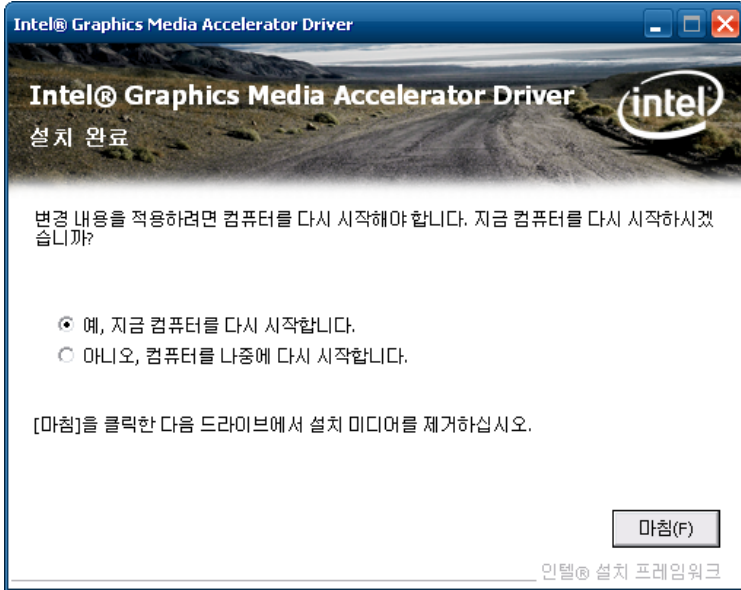 Intel® Graphics Media Accelerator Driver
Intel® Graphics Media Accelerator Driver
설치 완료
intel
변경 내용을 적용하려면 컴퓨터를 다시 시작해야 합니다. 지금 컴퓨터를 다시 시작하시겠
습니까?
예, 지금 컴퓨터를 다시 시작합니다.
아니오, 컴퓨터를 나중에 다시 시작합니다.
[마침]을 클릭한 다음 드라이브에서 설치 미디어를 제거하십시오.
마침(F)
인텔® 설치 프레임워크